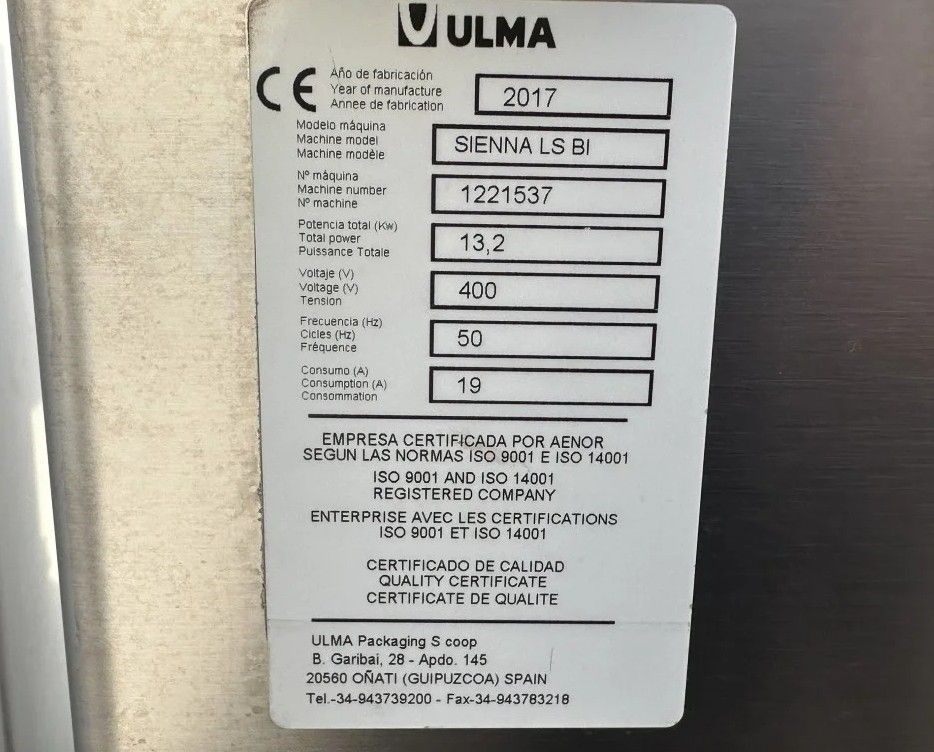 ULMA
CE
Año de fabricación
Year of manufacture
Annee de fabrication
2017
Modelo máquina
Machine model
Machine modèle
SIENNA LS BI
Nº máquina
Machine number
Nº machine
1221537
Potencia total (Kw)
Total power
Puissance Totale
13,2
Voltaje (V)
Voltage (V)
Tension
400
Frecuencia (Hz)
Cicles (Hz)
Fréquence
50
Consumo (A)
Consumption (A)
Consommation
19
EMPRESA CERTIFICADA POR AENOR
SEGUN LAS NORMAS ISO 9001 E ISO 14001
ISO 9001 AND ISO 14001
REGISTERED COMPANY
ENTERPRISE AVEC LES CERTIFICATIONS
ISO 9001 ET ISO 14001
CERTIFICADO DE CALIDAD
QUALITY CERTIFICATE
CERTIFICATE DE QUALITE
ULMA Packaging S coop
B. Garibai, 28 - Apdo. 145
20560 OÑATI (GUIPUZCOA) SPAIN
Tel.-34-943739200 - Fax-34-943783218